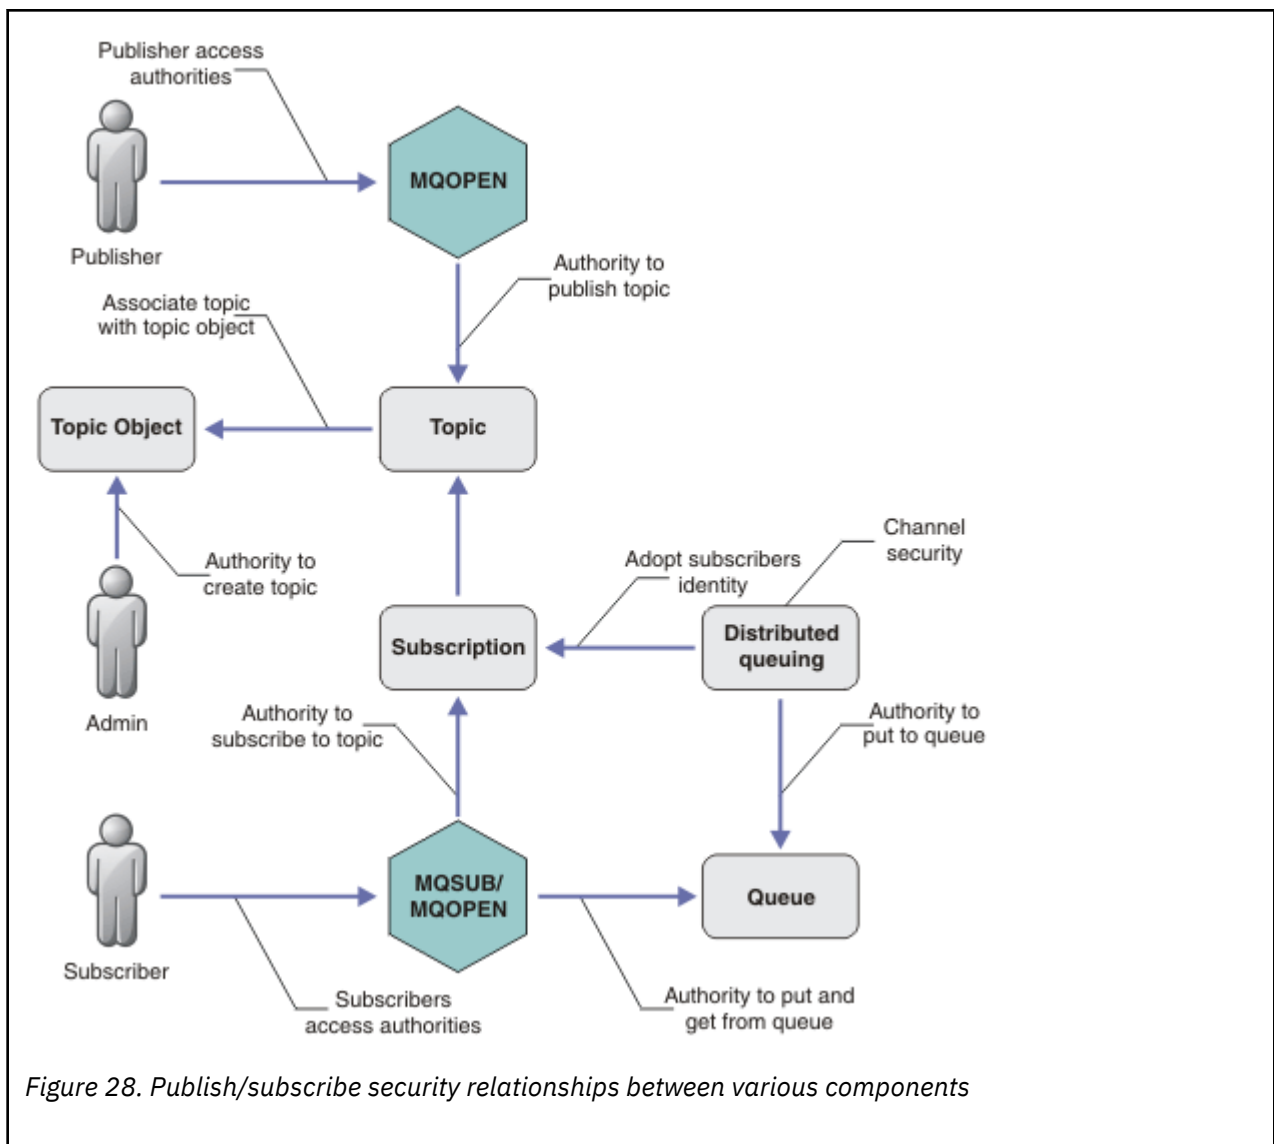 Publisher access
authorities
MQOPEN
Publisher
Authority to
publish topic
Associate topic
with topic object
Topic Object
Topic
Channel
security
Adopt subscribers
identity
Authority to
create topic
Subscription
Distributed
queuing
Admin
Authority to
subscribe to topic
Authority to
put to queue
MQSUB/
MQOPEN
Queue
Subscriber
Subscribers
access authorities
Authority to put and
get from queue
Figure 28. Publish/subscribe security relationships between various components